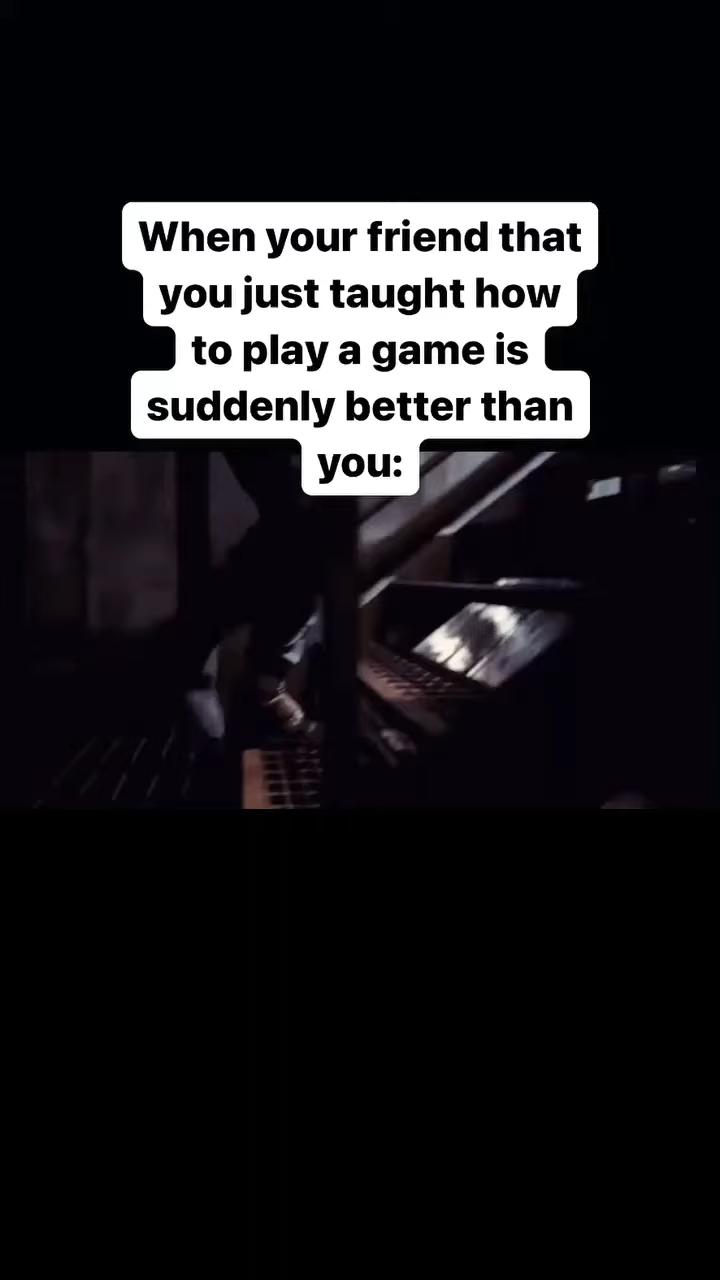 When your friend that
you just taught how
to play a game is
suddenly better than
you: